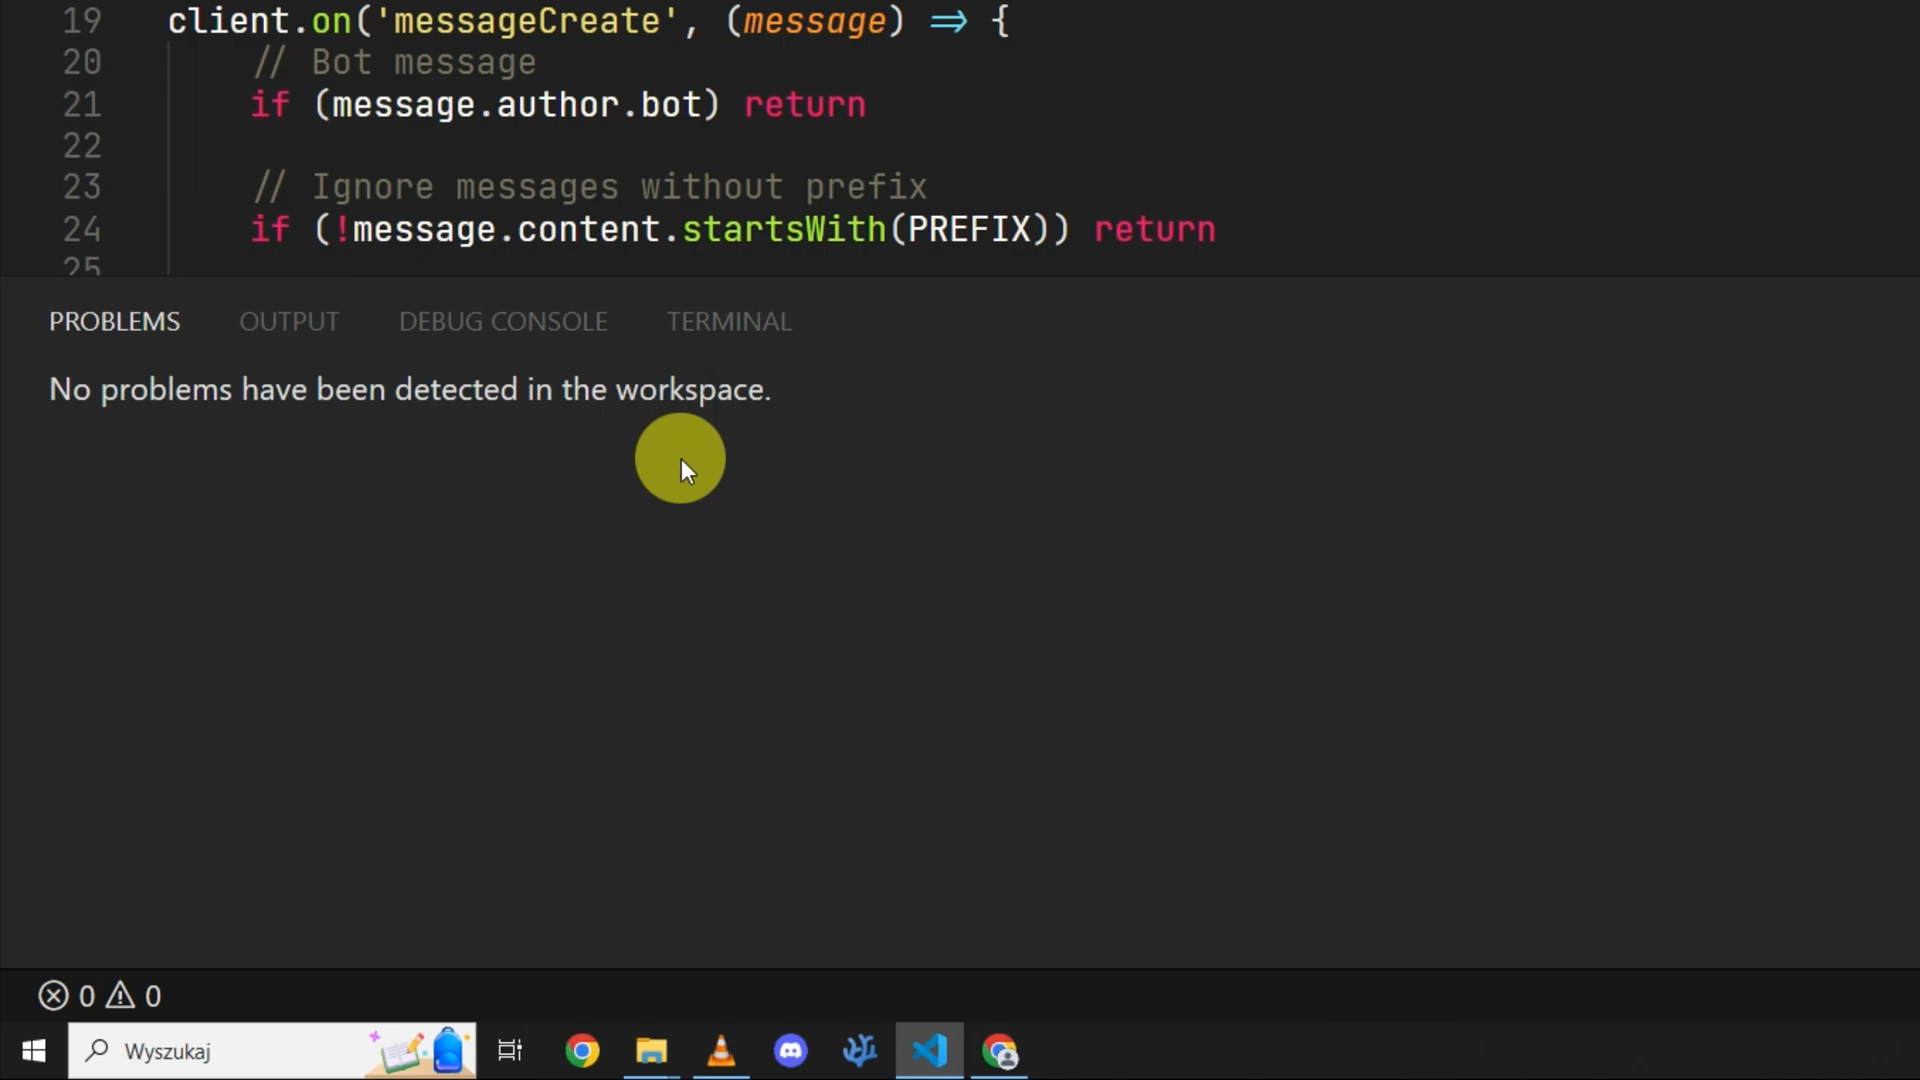 19 client.on('messageCreate', (message) => {
20 // Bot message
21 if (message.author.bot) return
22
23 // Ignore messages without prefix
24 if (!message.content.startsWith(PREFIX)) return
25
PROBLEMS OUTPUT DEBUG CONSOLE TERMINAL
No problems have been detected in the workspace.
0 0
Wyszukaj